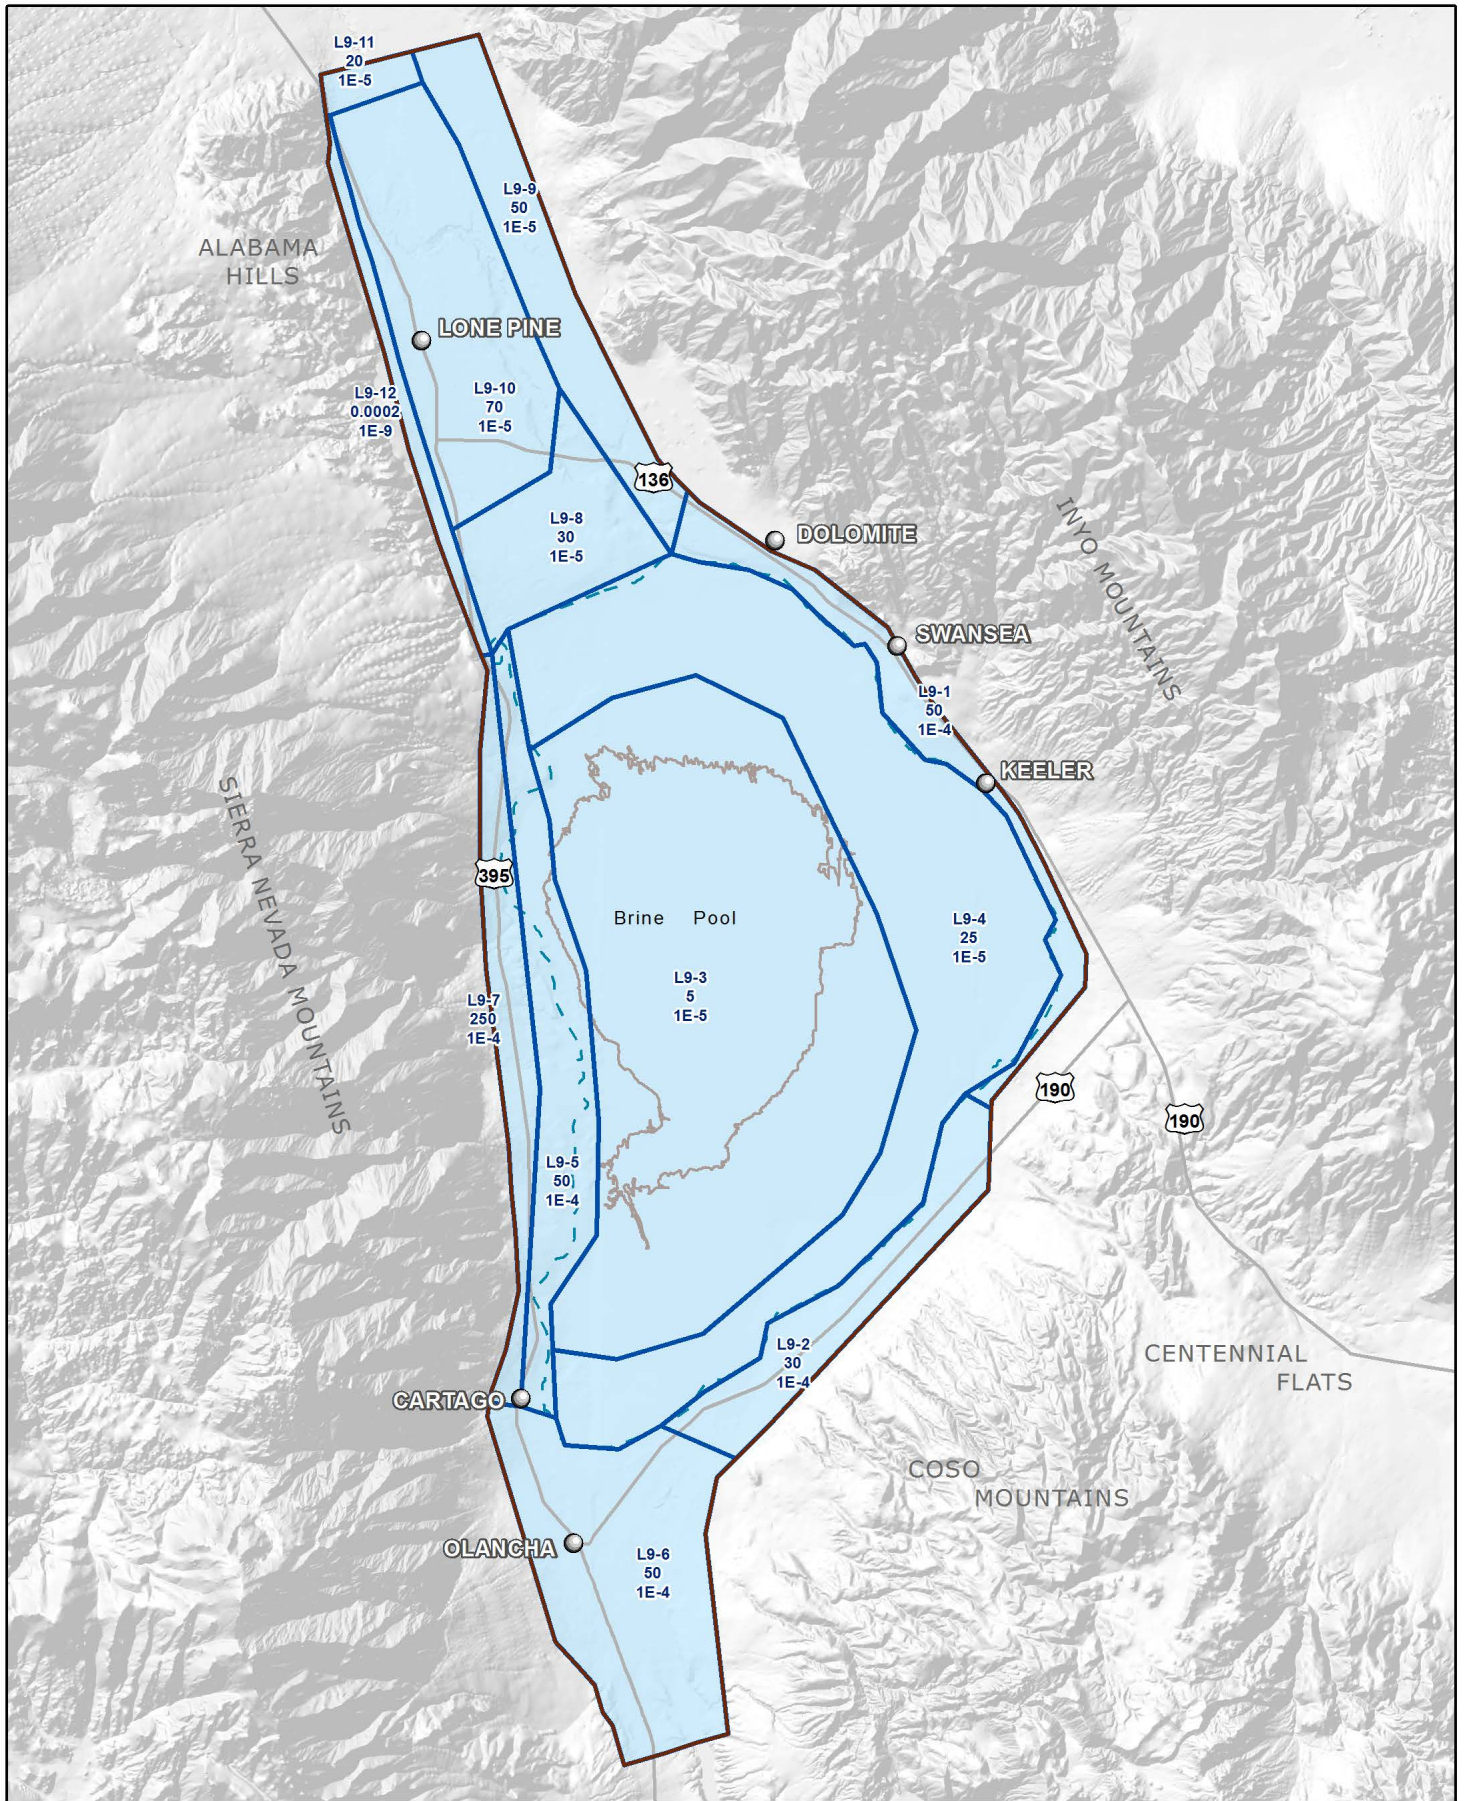 L9-11
20
1E-5
L9-9
50
1E-5
ALABAMA
HILLS
LONE PINE
L9-12
0.0002
1E-9
L9-10
70
1E-5
136
L9-8
30
1E-5
DOLOMITE
INYO MOUNTAINS
SWANSEA
L9-1
50
1E-4
KEELER
SIERRA NEVADA MOUNTAINS
395
Brine Pool
L9-4
25
1E-5
L9-3
5
1E-5
L9-7
250
1E-4
190
190
L9-5
50
1E-4
L9-2
30
1E-4
CENTENNIAL
FLATS
CARTAGO
COSO
MOUNTAINS
OLANCHA
L9-6
50
1E-4